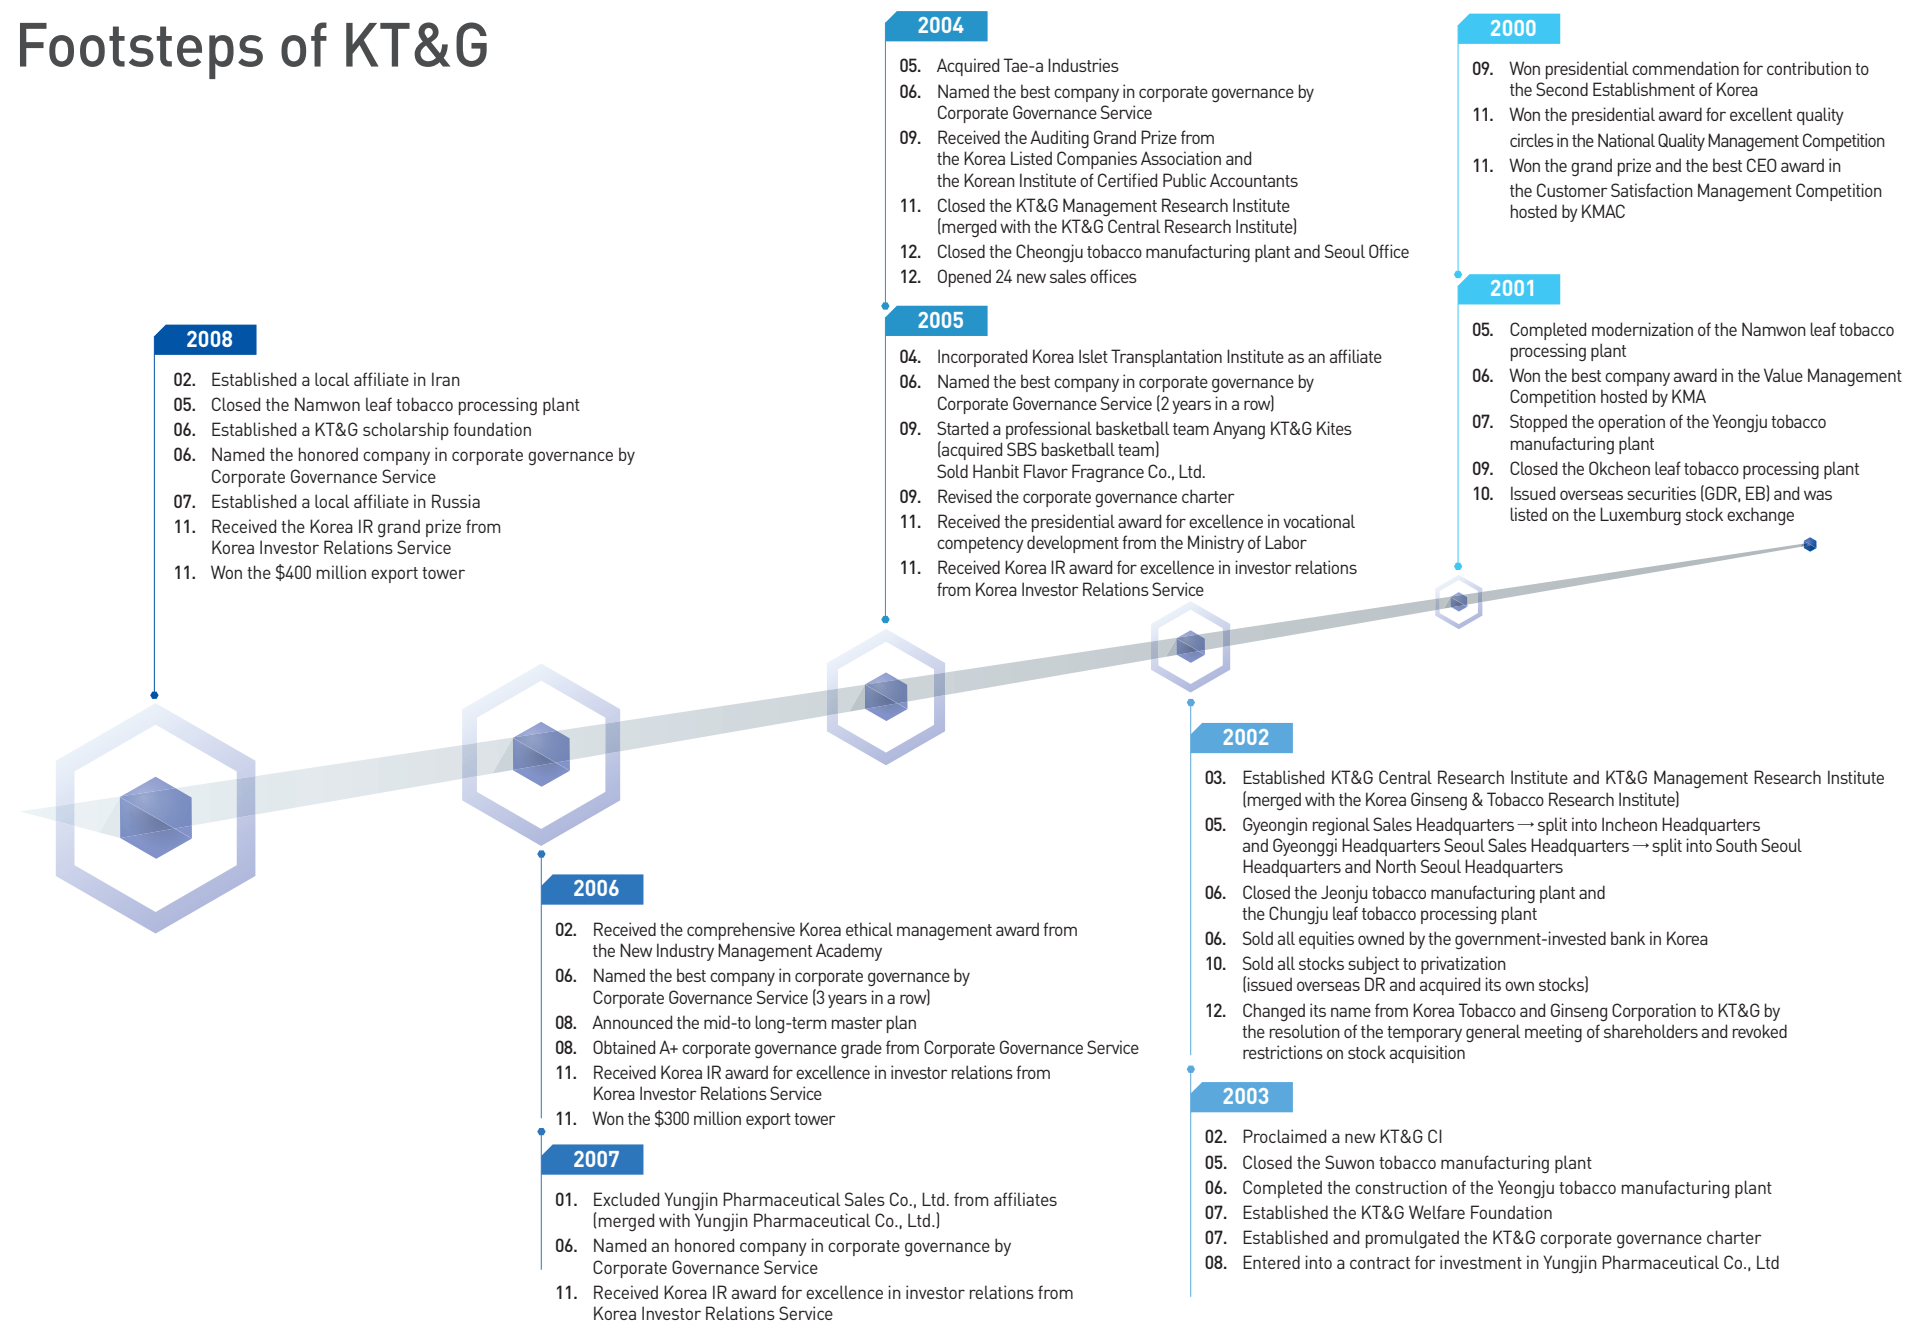 Footsteps of KT&G
2008
02. Established a local affiliate in Iran
05. Closed the Namwon leaf tobacco processing plant
06. Established a KT&G scholarship foundation
06. Named the honored company in corporate governance by
Corporate Governance Service
07. Established a local affiliate in Russia
11. Received the Korea IR grand prize from
Korea Investor Relations Service
11. Won the $400 million export tower
2006
02. Received the comprehensive Korea ethical management award from
the New Industry Management Academy
06. Named the best company in corporate governance by
Corporate Governance Service (3 years in a row)
08. Announced the mid-to long-term master plan
08. Obtained A+ corporate governance grade from Corporate Governance Service
11. Received Korea IR award for excellence in investor relations from
Korea Investor Relations Service
11. Won the $300 million export tower
2007
01. Excluded Yungjin Pharmaceutical Sales Co., Ltd. from affiliates
(merged with Yungjin Pharmaceutical Co., Ltd.)
06. Named an honored company in corporate governance by
Corporate Governance Service
11. Received Korea IR award for excellence in investor relations from
Korea Investor Relations Service
2004
05. Acquired Tae-a Industries
06. Named the best company in corporate governance by
Corporate Governance Service
09. Received the Auditing Grand Prize from
the Korea Listed Companies Association and
the Korean Institute of Certified Public Accountants
11. Closed the KT&G Management Research Institute
(merged with the KT&G Central Research Institute)
12. Closed the Cheongju tobacco manufacturing plant and Seoul Office
12. Opened 24 new sales offices
2005
04. Incorporated Korea Islet Transplantation Institute as an affiliate
06. Named the best company in corporate governance by
Corporate Governance Service (2 years in a row)
09. Started a professional basketball team Anyang KT&G Kites
(acquired SBS basketball team)
Sold Hanbit Flavor Fragrance Co., Ltd.
09. Revised the corporate governance charter
11. Received the presidential award for excellence in vocational
competency development from the Ministry of Labor
11. Received Korea IR award for excellence in investor relations
from Korea Investor Relations Service
2002
03. Established KT&G Central Research Institute and KT&G Management Research Institute
(merged with the Korea Ginseng & Tobacco Research Institute)
05. Gyeongin regional Sales Headquarters → split into Incheon Headquarters
and Gyeonggi Headquarters Seoul Sales Headquarters → split into South Seoul
Headquarters and North Seoul Headquarters
06. Closed the Jeonju tobacco manufacturing plant and
the Chungju leaf tobacco processing plant
06. Sold all equities owned by the government-invested bank in Korea
10. Sold all stocks subject to privatization
(issued overseas DR and acquired its own stocks)
12. Changed its name from Korea Tobacco and Ginseng Corporation to KT&G by
the resolution of the temporary general meeting of shareholders and revoked
restrictions on stock acquisition
2003
02. Proclaimed a new KT&G CI
05. Closed the Suwon tobacco manufacturing plant
06. Completed the construction of the Yeongju tobacco manufacturing plant
07. Established the KT&G Welfare Foundation
07. Established and promulgated the KT&G corporate governance charter
08. Entered into a contract for investment in Yungjin Pharmaceutical Co., Ltd
2000
09. Won presidential commendation for contribution to
the Second Establishment of Korea
11. Won the presidential award for excellent quality
circles in the National Quality Management Competition
11. Won the grand prize and the best CEO award in
the Customer Satisfaction Management Competition
hosted by KMAC
2001
05. Completed modernization of the Namwon leaf tobacco
processing plant
06. Won the best company award in the Value Management
Competition hosted by KMA
07. Stopped the operation of the Yeongju tobacco
manufacturing plant
09. Closed the Okcheon leaf tobacco processing plant
10. Issued overseas securities (GDR, EB) and was
listed on the Luxemburg stock exchange